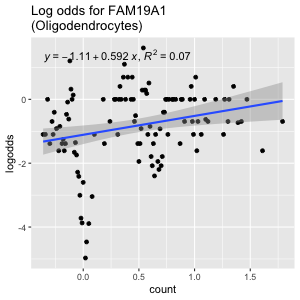 Log odds for FAM19A1
(Oligodendrocytes)
y = −1.11 + 0.592 x, R² = 0.07
logodds
0
-2
-4
0.0 0.5 1.0 1.5
count